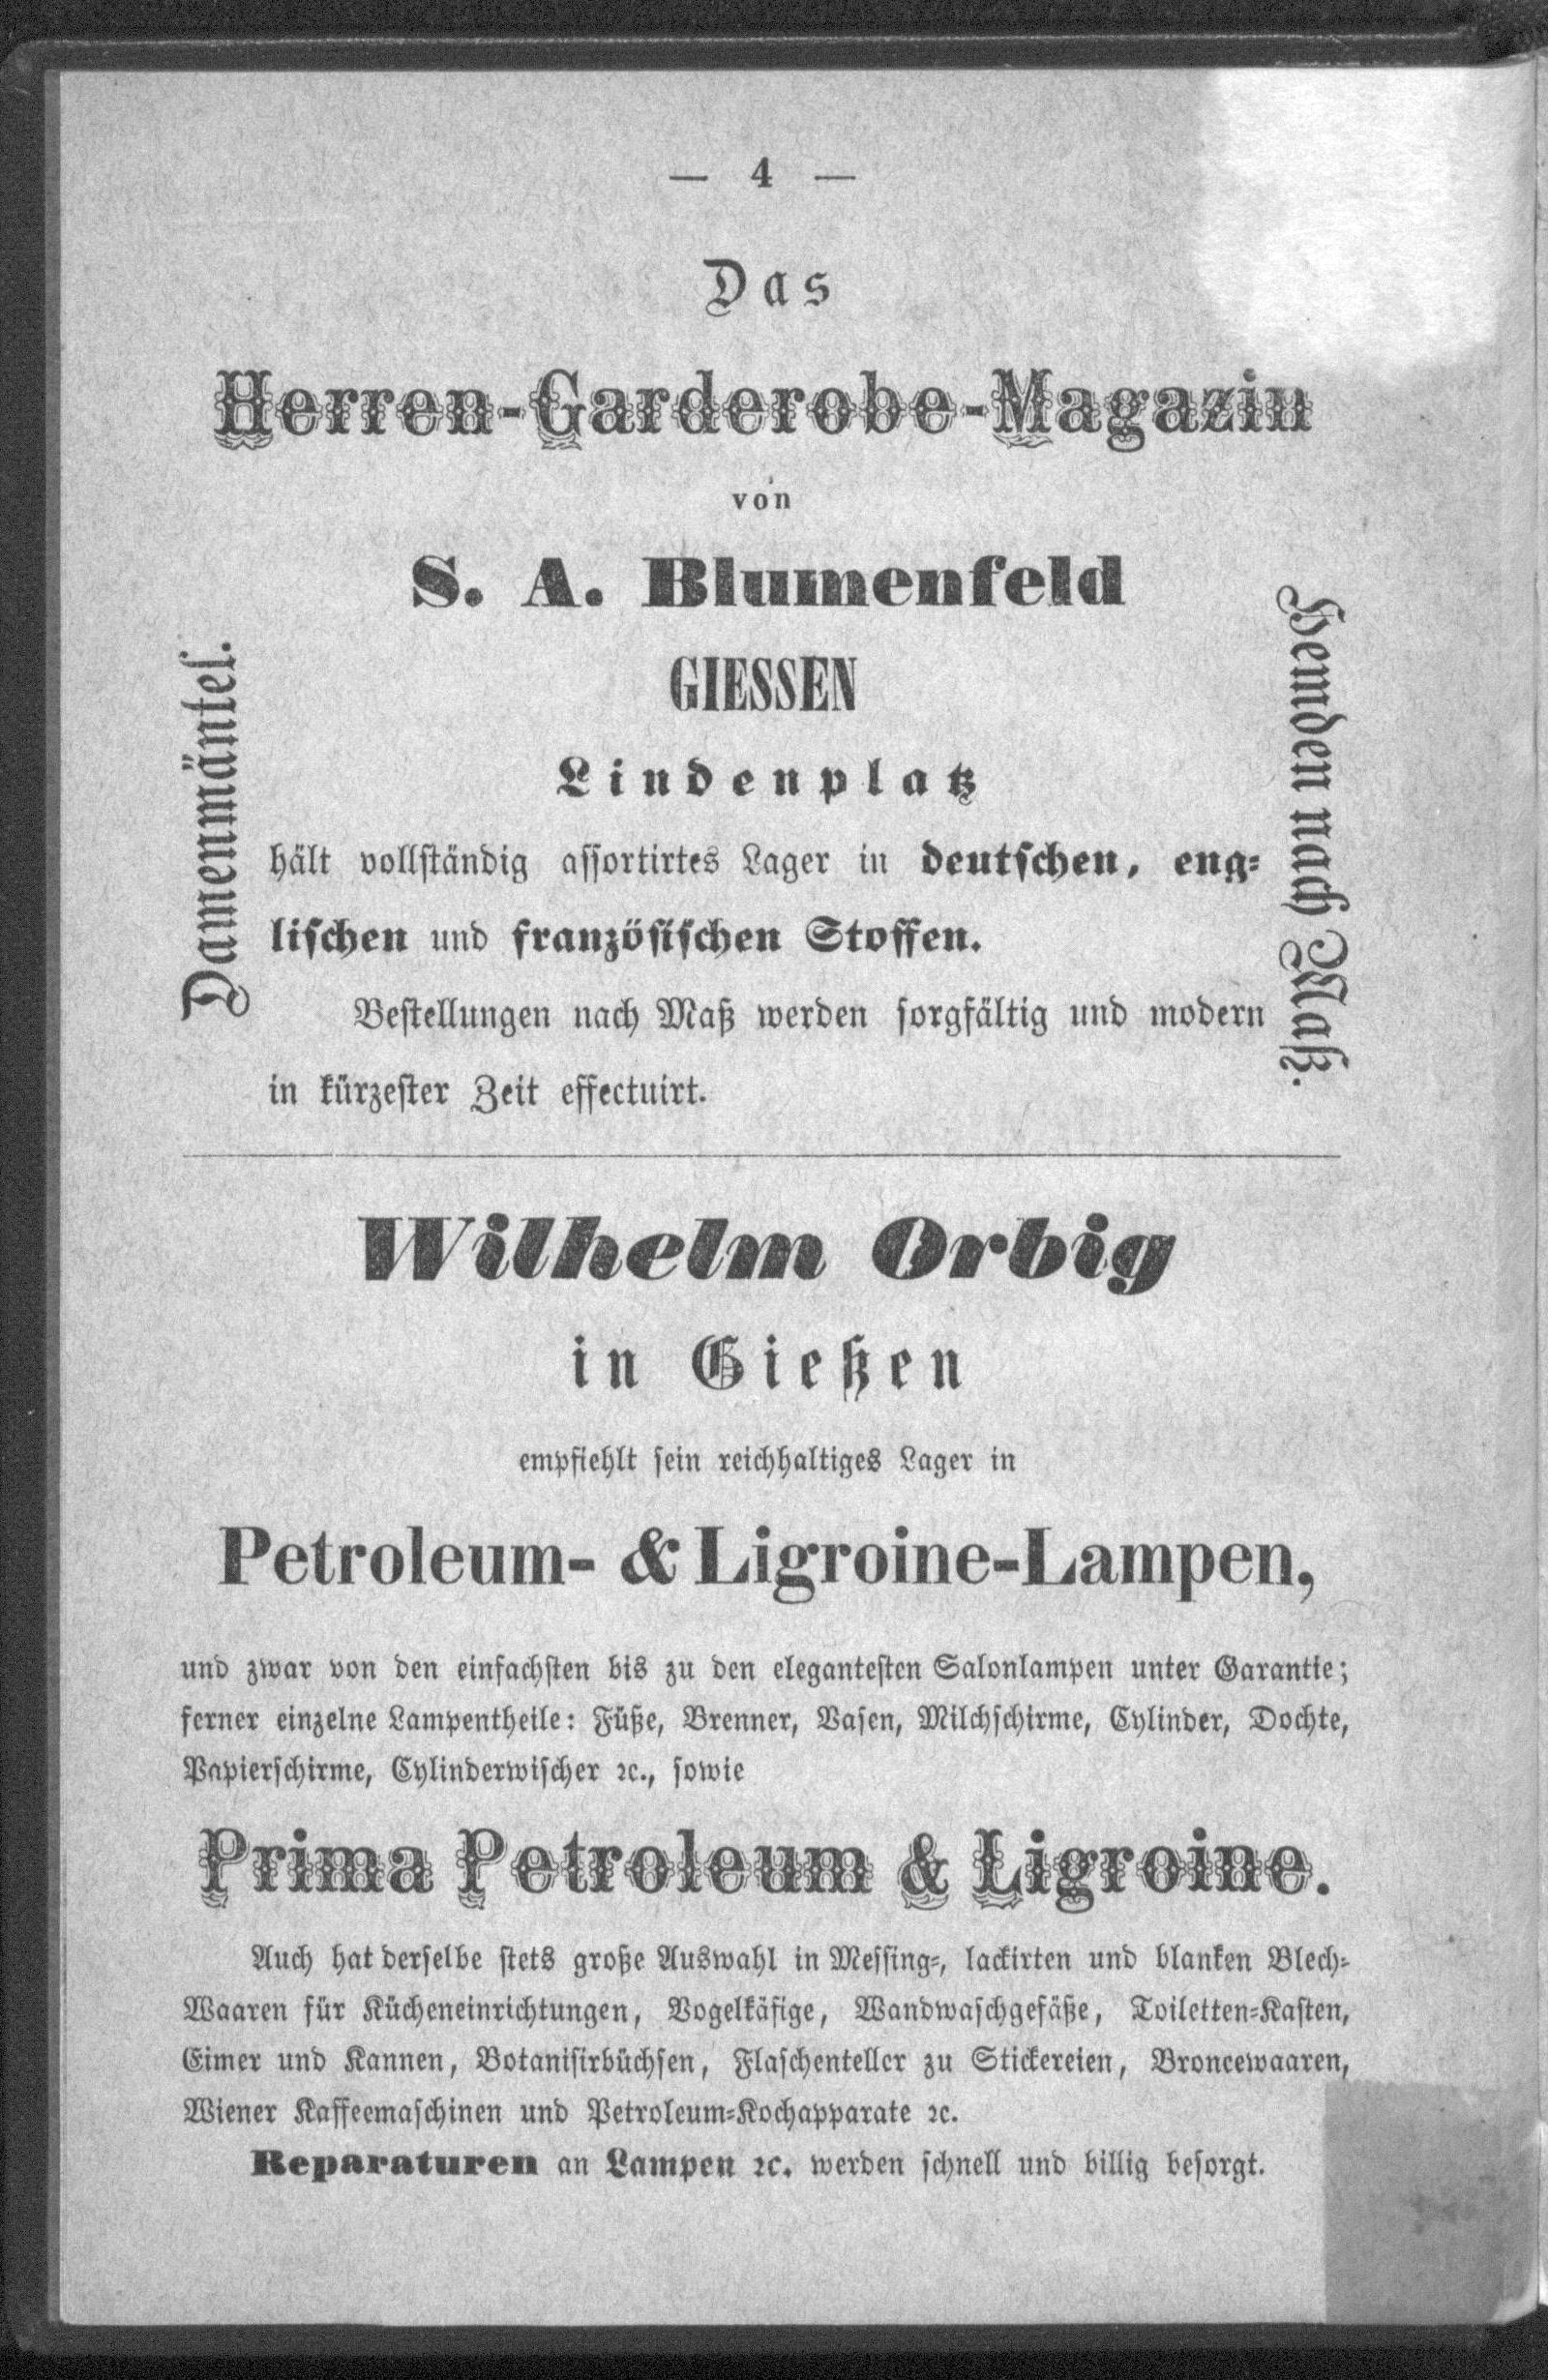 — 4 —
Das
Herren-Garderobe-Magazin
von
S. A. Blumenfeld
GIESSEN
Lindenplatz
Damenmäntel.
hält vollständig assortirtes Lager in deutschen, eng-
lischen und französischen Stoffen.
Bestellungen nach Maß werden sorgfältig und modern
in kürzester Zeit effectuirt.
Hemden nach Maß.
Wilhelm Orbig
in Gießen
empfiehlt sein reichhaltiges Lager in
Petroleum- & Ligroine-Lampen,
und zwar von den einfachsten bis zu den elegantesten Salonlampen unter Garantie;
ferner einzelne Lampentheile: Füße, Brenner, Vasen, Milchschirme, Cylinder, Dochte,
Papierschirme, Cylinderwischer ꝛc., sowie
Prima Petroleum & Ligroine.
Auch hat derselbe stets große Auswahl in Messing-, lackirten und blanken Blech-
Waaren für Kücheneinrichtungen, Vogelkäfige, Wandwaschgefäße, Toiletten-Kasten,
Eimer und Kannen, Botanisirbüchsen, Flaschenteller zu Stickereien, Broncewaaren,
Wiener Kaffeemaschinen und Petroleum-Kochapparate ꝛc.
Reparaturen an Lampen ꝛc. werden schnell und billig besorgt.